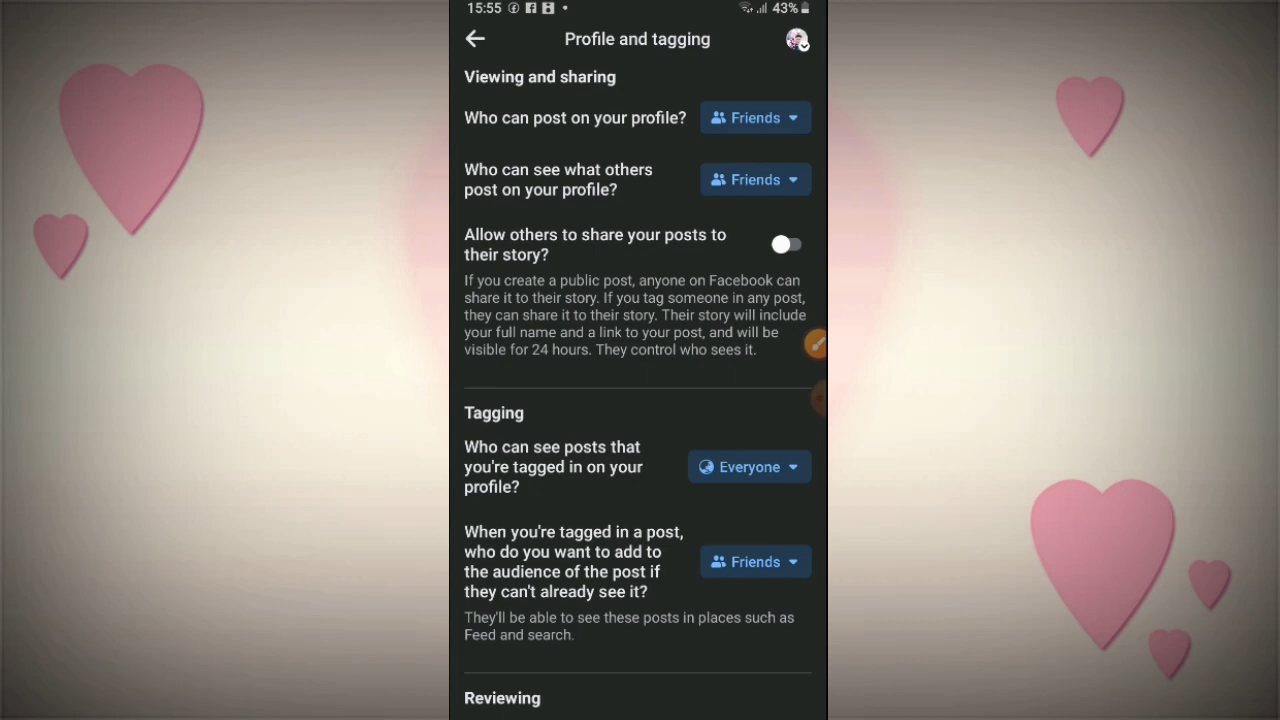 15:55
43%
Profile and tagging
Viewing and sharing
Who can post on your profile?
Friends
Who can see what others
post on your profile?
Friends
Allow others to share your posts to
their story?
If you create a public post, anyone on Facebook can
share it to their story. If you tag someone in any post,
they can share it to their story. Their story will include
your full name and a link to your post, and will be
visible for 24 hours. They control who sees it.
Tagging
Who can see posts that
you're tagged in on your
profile?
Everyone
When you're tagged in a post,
who do you want to add to
the audience of the post if
they can't already see it?
Friends
They'll be able to see these posts in places such as
Feed and search.
Reviewing